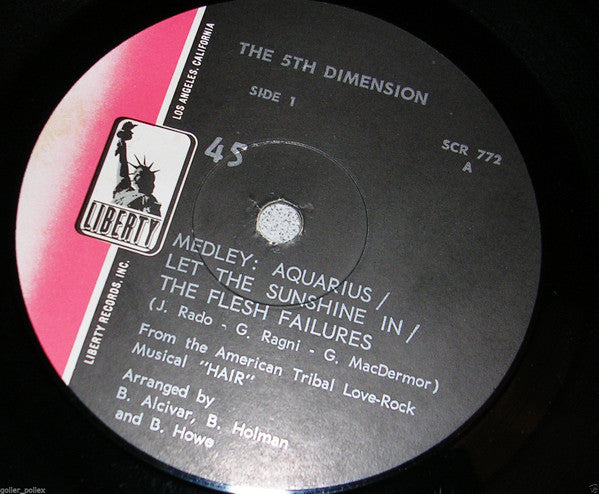 THE 5TH DIMENSION
SIDE 1
45
SCR 772
A
LOS ANGELES, CALIFORNIA
LIBERTY
LIBERTY RECORDS, INC.
MEDLEY: AQUARIUS/
LET THE SUNSHINE IN/
THE FLESH FAILURES
(J. Rado - G. Ragni - G. MacDermor)
From the American Tribal Love-Rock
Musical "HAIR"
Arranged by
B. Alcivar, B. Holman
and B. Howe
goller_pollex